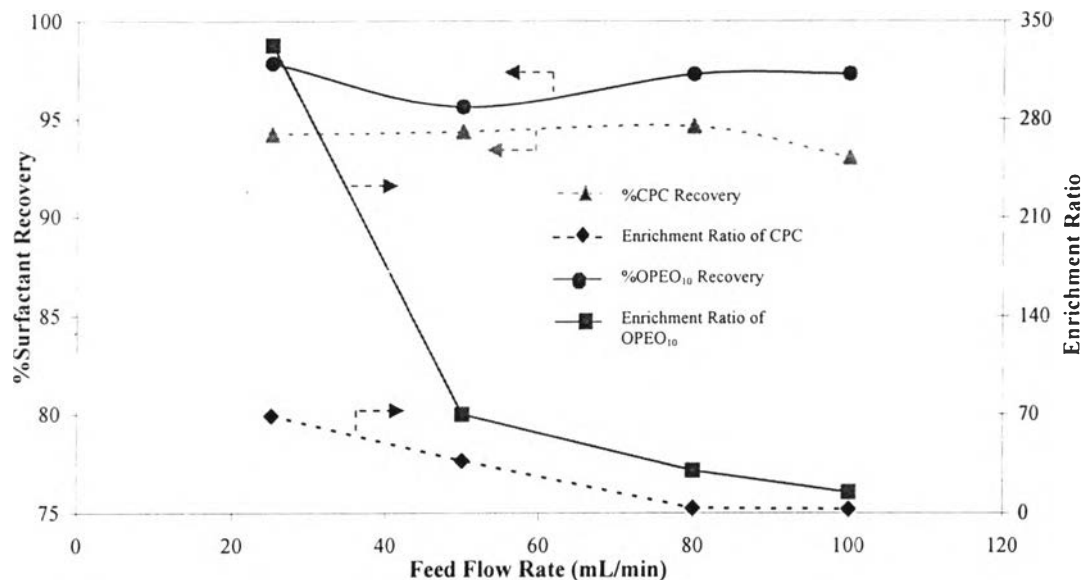 100
95
90
85
80
75
%Surfactant Recovery
350
280
210
140
70
0
Enrichment Ratio
%CPC Recovery
Enrichment Ratio of CPC
%OPEO₁₀ Recovery
Enrichment Ratio of
OPEO₁₀
0 20 40 60 80 100 120
Feed Flow Rate (mL/min)